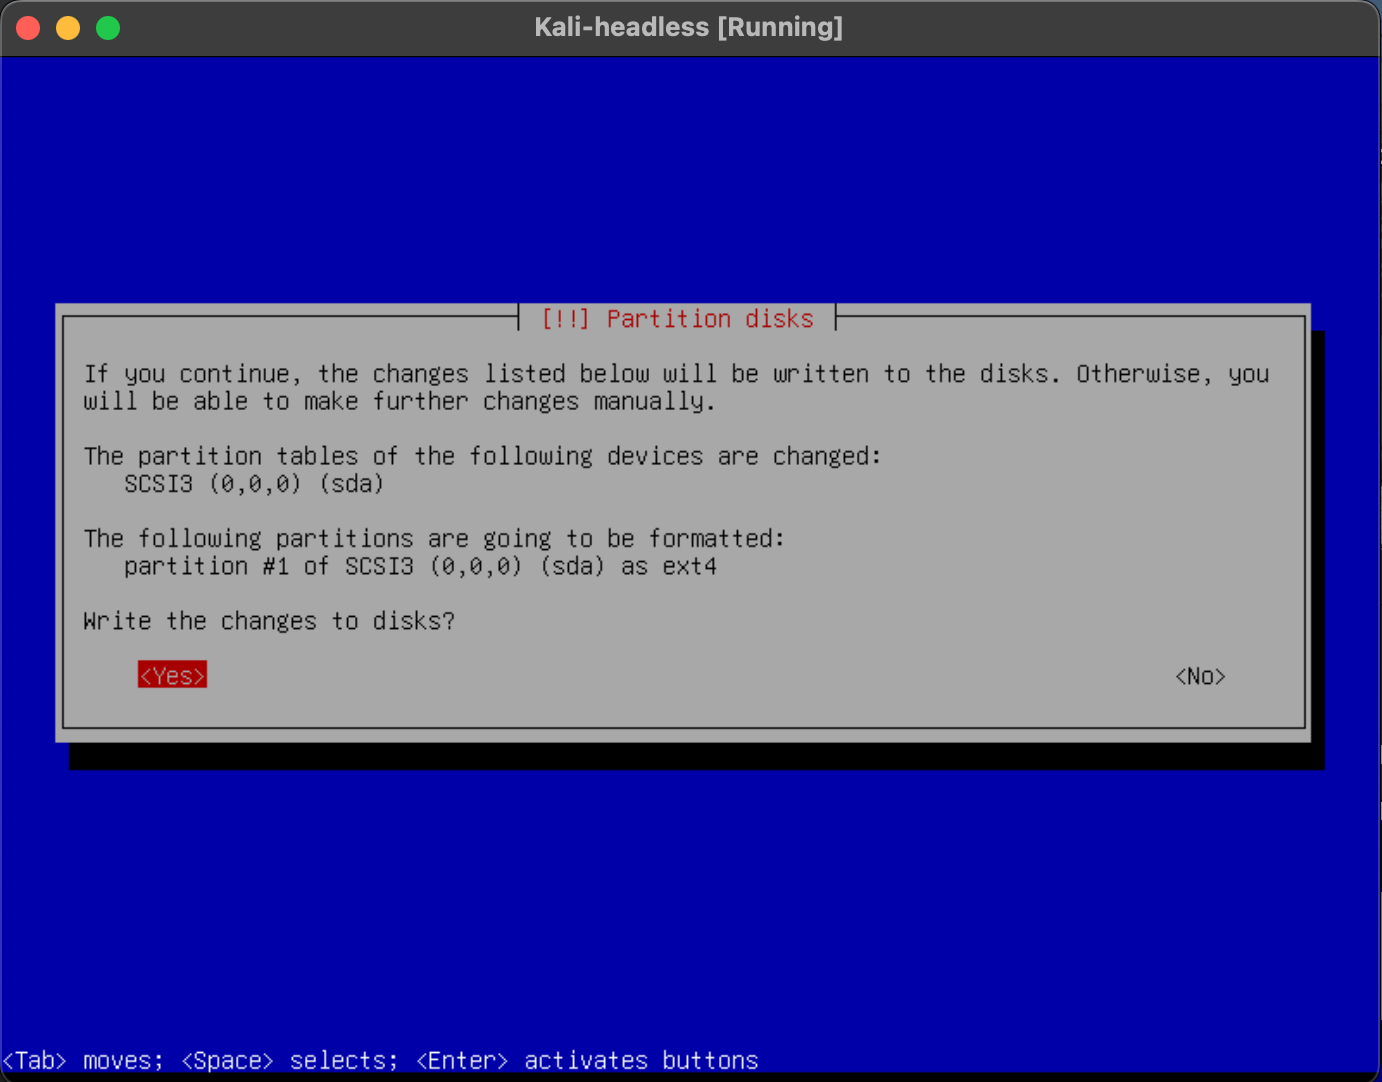 Kali-headless [Running]
[!!] Partition disks
If you continue, the changes listed below will be written to the disks. Otherwise, you
will be able to make further changes manually.
The partition tables of the following devices are changed:
SCSI3 (0,0,0) (sda)
The following partitions are going to be formatted:
partition #1 of SCSI3 (0,0,0) (sda) as ext4
Write the changes to disks?
<Yes> <No>
<Tab> moves; <Space> selects; <Enter> activates buttons